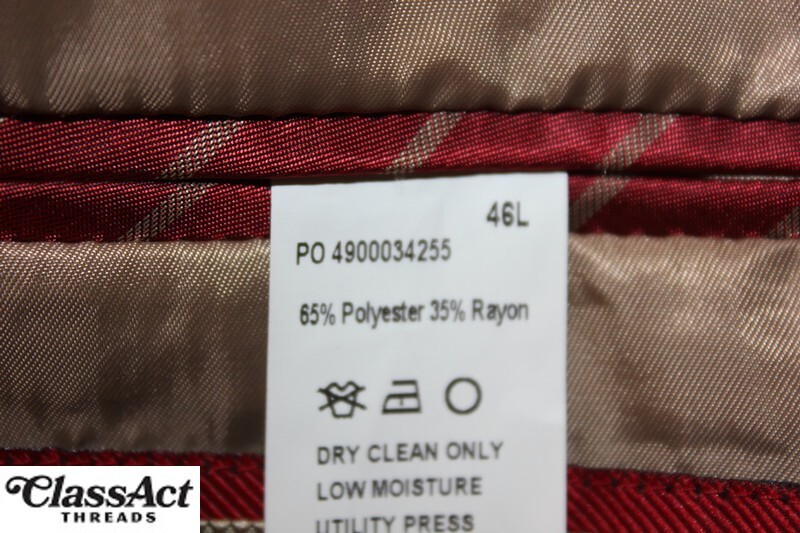 46L
PO 4900034255
65% Polyester 35% Rayon
DRY CLEAN ONLY
LOW MOISTURE
UTILITY PRESS
ClassAct
THREADS